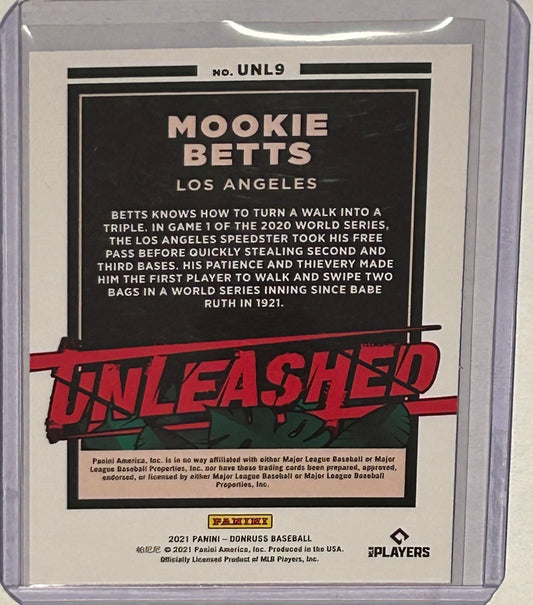 NO. UNL9
MOOKIE
BETTS
LOS ANGELES
BETTS KNOWS HOW TO TURN A WALK INTO A
TRIPLE. IN GAME 1 OF THE 2020 WORLD SERIES,
THE LOS ANGELES SPEEDSTER TOOK HIS FREE
PASS BEFORE QUICKLY STEALING SECOND AND
THIRD BASES. HIS PATIENCE AND THIEVERY MADE
HIM THE FIRST PLAYER TO WALK AND SWIPE TWO
BAGS IN A WORLD SERIES INNING SINCE BABE
RUTH IN 1921.
UNLEASHED
Panini America, Inc. is in no way affiliated with either Major League Baseball or Major
League Baseball Properties, Inc. nor have these trading cards been prepared, approved,
endorsed, or licensed by either Major League Baseball or Major League Baseball
Properties, Inc.
PANINI
2021 PANINI – DONRUSS BASEBALL
帕尼尼 © 2021 Panini America, Inc. Produced in the USA.
Officially Licensed Product of MLB Players, Inc.
MLB PLAYERS